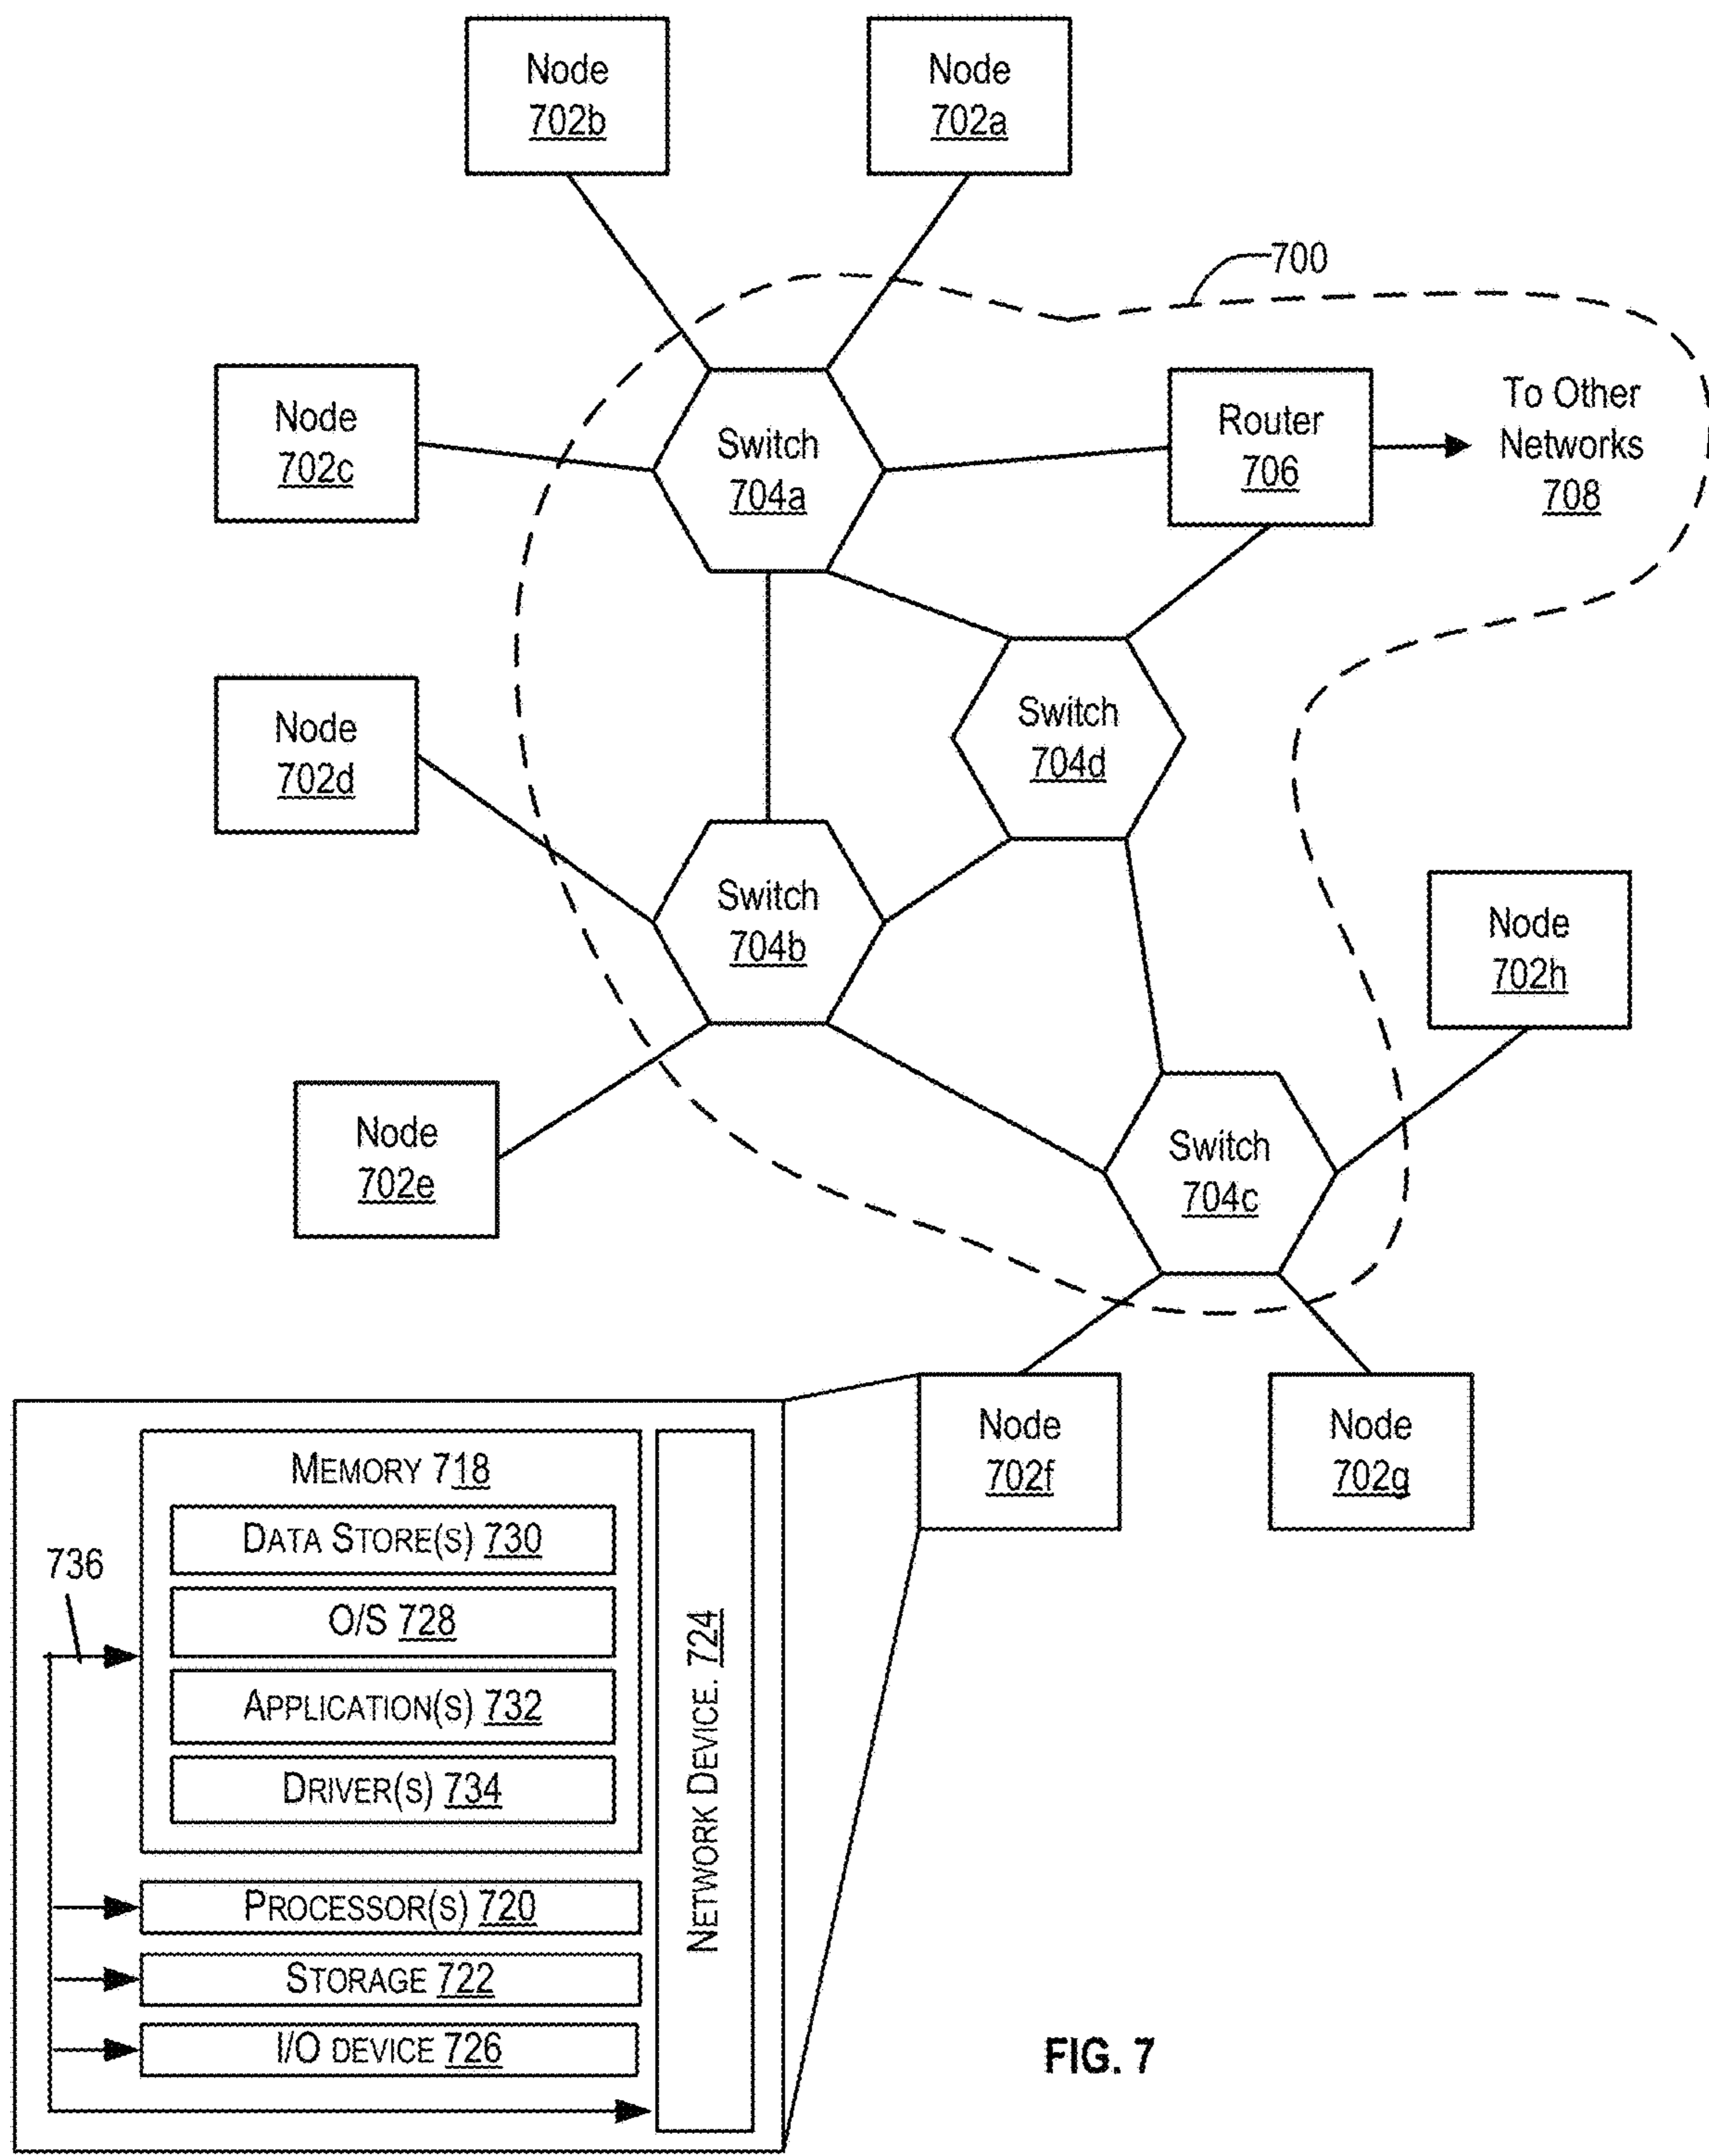 Node
702b
Node
702a
700
Node
702c
Switch
704a
Router
706
To Other
Networks
708
Node
702d
Switch
704d
Switch
704b
Node
702h
Node
702e
Switch
704c
Node
702f
Node
702g
MEMORY 718
DATA STORE(S) 730
736
O/S 728
APPLICATION(S) 732
DRIVER(S) 734
NETWORK DEVICE. 724
PROCESSOR(S) 720
STORAGE 722
I/O DEVICE 726
FIG. 7